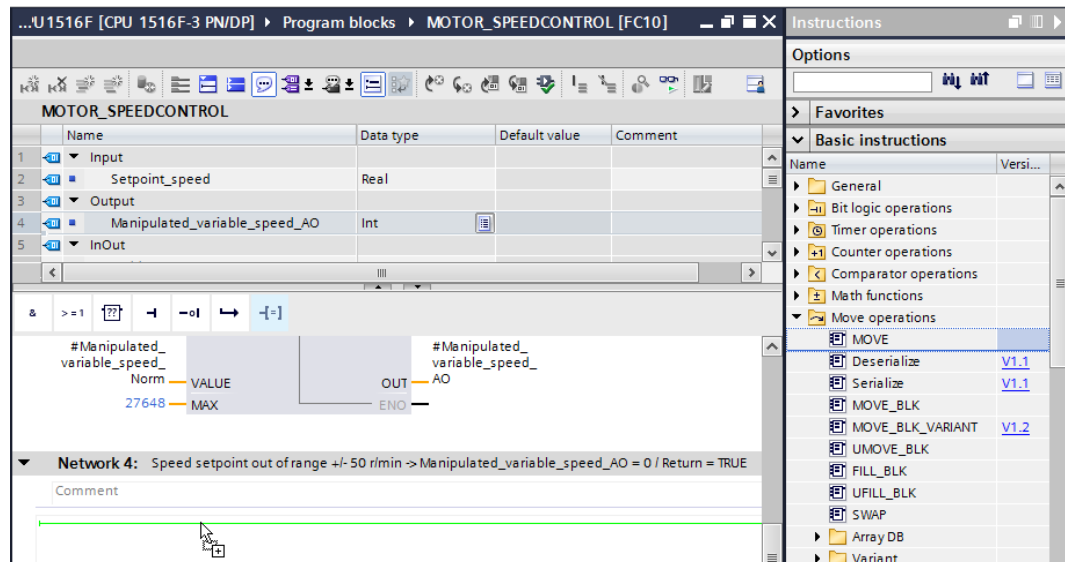 ...'U1516F [CPU 1516F-3 PN/DP] ▸ Program blocks ▸ MOTOR_SPEEDCONTROL [FC10]
MOTOR_SPEEDCONTROL
Name Data type Default value Comment
1 Input
2 Setpoint_speed Real
3 Output
4 Manipulated_variable_speed_AO Int
5 InOut
& >=1 ?? -[=]
#Manipulated_
variable_speed_
Norm VALUE
27648 MAX
#Manipulated_
variable_speed_
OUT AO
ENO
Network 4: Speed setpoint out of range +/- 50 r/min -> Manipulated_variable_speed_AO = 0 / Return = TRUE
Comment
Instructions
Options
Favorites
Basic instructions
Name Versi...
General
Bit logic operations
Timer operations
Counter operations
Comparator operations
Math functions
Move operations
MOVE
Deserialize V1.1
Serialize V1.1
MOVE_BLK
MOVE_BLK_VARIANT V1.2
UMOVE_BLK
FILL_BLK
UFILL_BLK
SWAP
Array DB
Variant